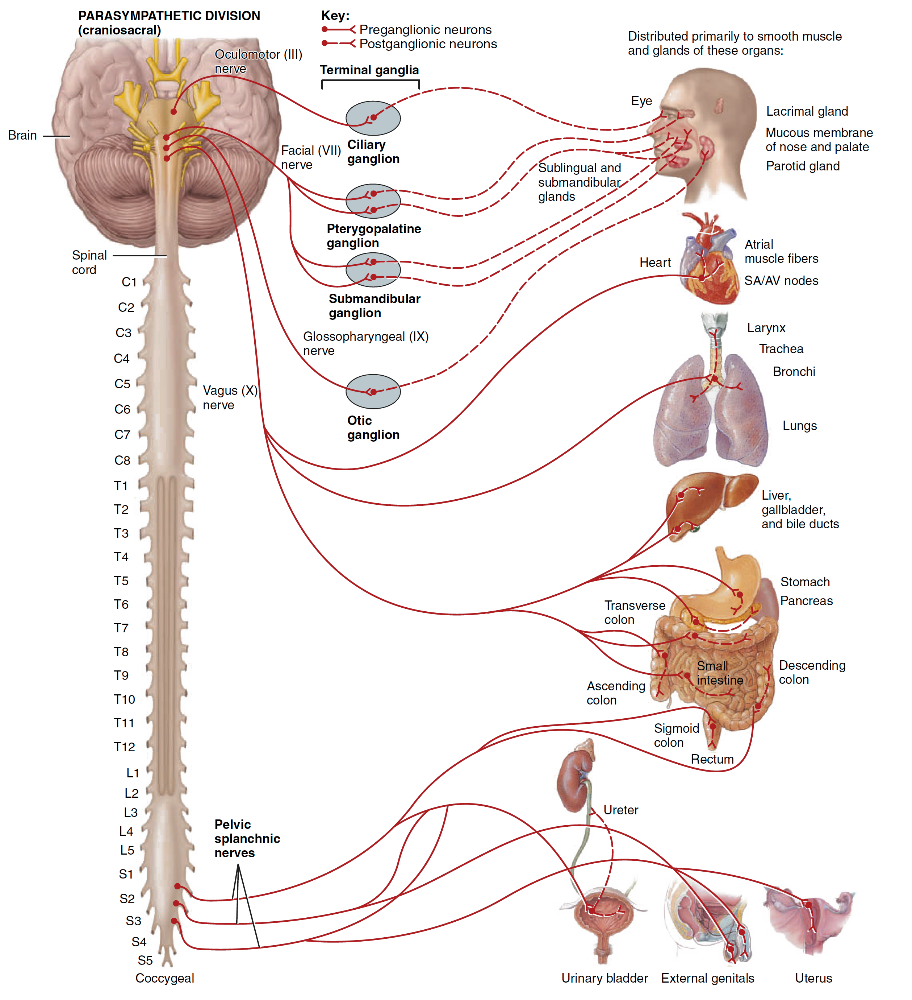 PARASYMPATHETIC DIVISION
(craniosacral)
Key:
Preganglionic neurons
Postganglionic neurons
Distributed primarily to smooth muscle
and glands of these organs:
Oculomotor (III)
nerve
Terminal ganglia
Eye
Lacrimal gland
Brain
Mucous membrane
of nose and palate
Facial (VII)
nerve
Ciliary
ganglion
Parotid gland
Sublingual and
submandibular
glands
Pterygopalatine
ganglion
Spinal
cord
Atrial
muscle fibers
Heart
SA/AV nodes
C1
C2
Submandibular
ganglion
C3
Glossopharyngeal (IX)
nerve
Larynx
Trachea
C4
Bronchi
C5
Vagus (X)
nerve
C6
Otic
ganglion
Lungs
C7
C8
T1
Liver,
gallbladder,
and bile ducts
T2
T3
T4
T5
Stomach
Pancreas
T6
Transverse
colon
T7
T8
T9
Small
intestine
Descending
colon
Ascending
colon
T10
T11
Sigmoid
colon
T12
Rectum
L1
L2
L3
Ureter
L4
Pelvic
splanchnic
nerves
L5
S1
S2
S3
S4
S5
Coccygeal
Urinary bladder
External genitals
Uterus